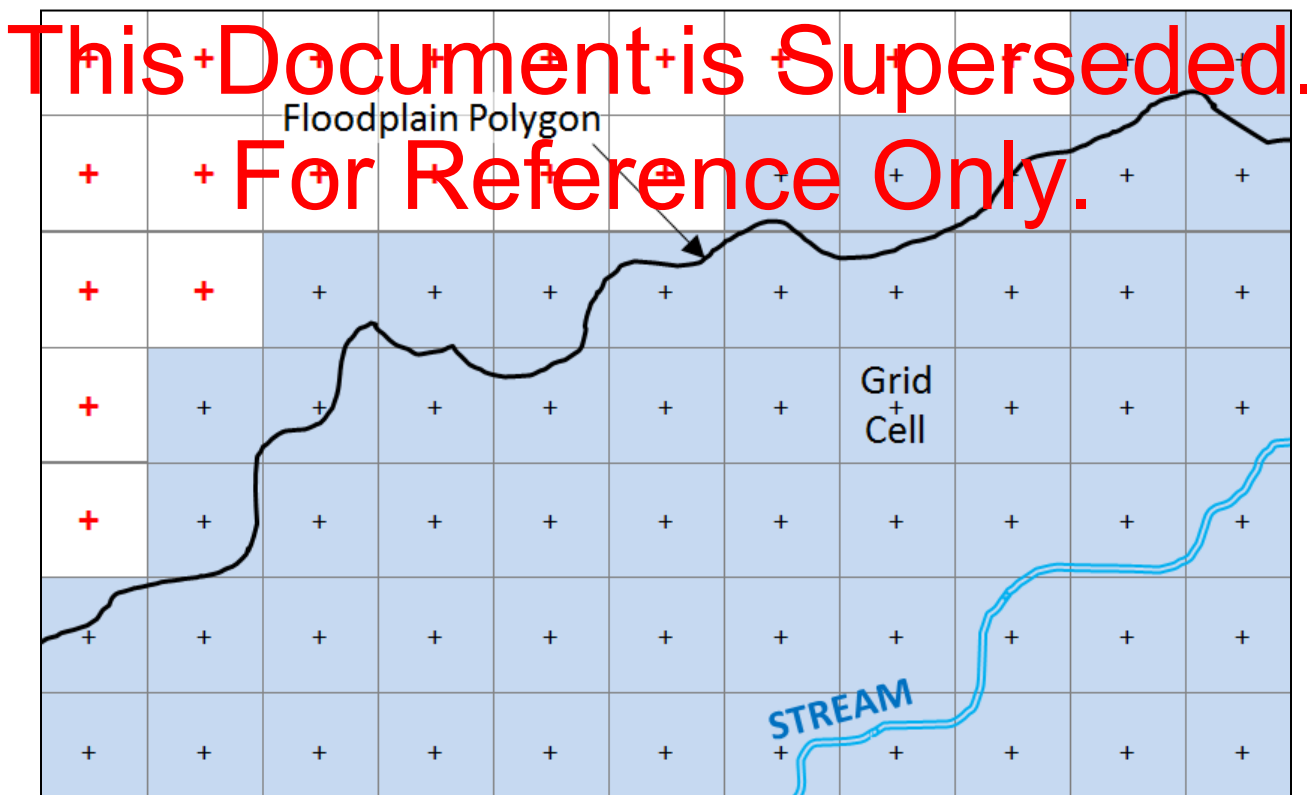 This Document is Superseded.
Floodplain Polygon
For Reference Only.
Grid
Cell
STREAM